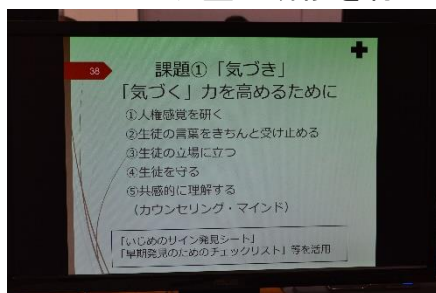 38
課題①「気づき」
「気づく」力を高めるために
①人権感覚を研く
②生徒の言葉をきちんと受け止める
③生徒の立場に立つ
④生徒を守る
⑤共感的に理解する
（カウンセリング・マインド）
「いじめのサイン発見シート」
「早期発見のためのチェックリスト」等を活用